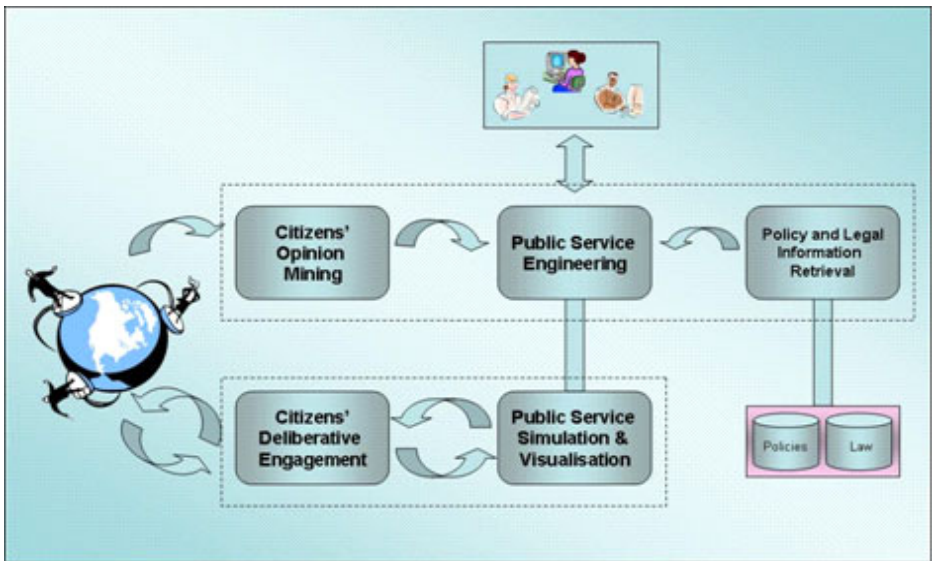 Citizens'
Opinion
Mining
Public Service
Engineering
Policy and Legal
Information
Retrieval
Citizens'
Deliberative
Engagement
Public Service
Simulation &
Visualisation
Policies
Law